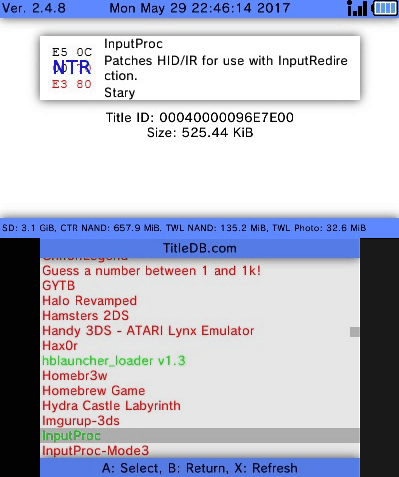 Ver. 2.4.8 Mon May 29 22:46:14 2017
E5 0C
NTR
E3 80
InputProc
Patches HID/IR for use with InputRedire
ction.
Stary
Title ID: 00040000096E7E00
Size: 525.44 KiB
SD: 3.1 GiB, CTR NAND: 657.9 MiB, TWL NAND: 135.2 MiB, TWL Photo: 32.6 MiB
TitleDB.com
Guess a number between 1 and 1k!
GYTB
Halo Revamped
Hamsters 2DS
Handy 3DS - ATARI Lynx Emulator
Hax0r
hblauncher_loader v1.3
Homebr3w
Homebrew Game
Hydra Castle Labyrinth
Imgurup-3ds
InputProc
InputProc-Mode3
A: Select, B: Return, X: Refresh